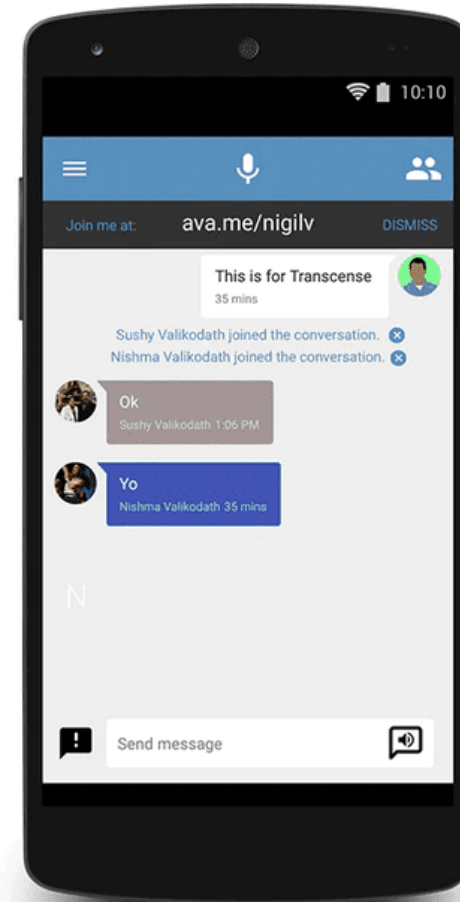 10:10
Join me at: ava.me/nigilv DISMISS
This is for Transcense
35 mins
Sushy Valikodath joined the conversation.
Nishma Valikodath joined the conversation.
Ok
Sushy Valikodath 1:06 PM
Yo
Nishma Valikodath 35 mins
N
Send message